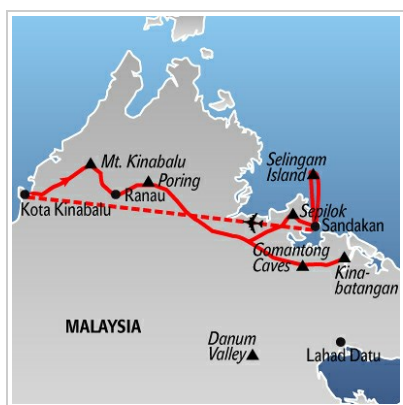 Selingam
Island
Mt. Kinabalu
Poring
Ranau
Kota Kinabalu
Sepilok
Sandakan
Gomantong
Caves
Kina-
batangan
MALAYSIA
Danum
Valley
Lahad Datu